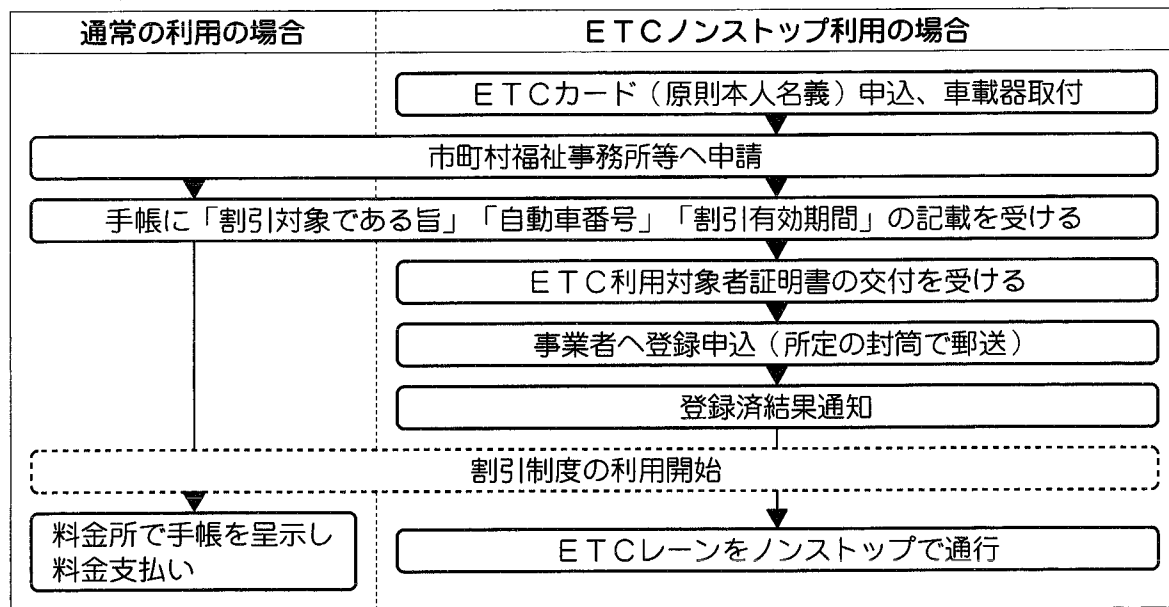 通常の利用の場合
ETCノンストップ利用の場合
ETCカード（原則本人名義）申込、車載器取付
市町村福祉事務所等へ申請
手帳に「割引対象である旨」「自動車番号」「割引有効期間」の記載を受ける
ETC利用対象者証明書の交付を受ける
事業者へ登録申込（所定の封筒で郵送）
登録済結果通知
割引制度の利用開始
料金所で手帳を呈示し
料金支払い
ETCレーンをノンストップで通行